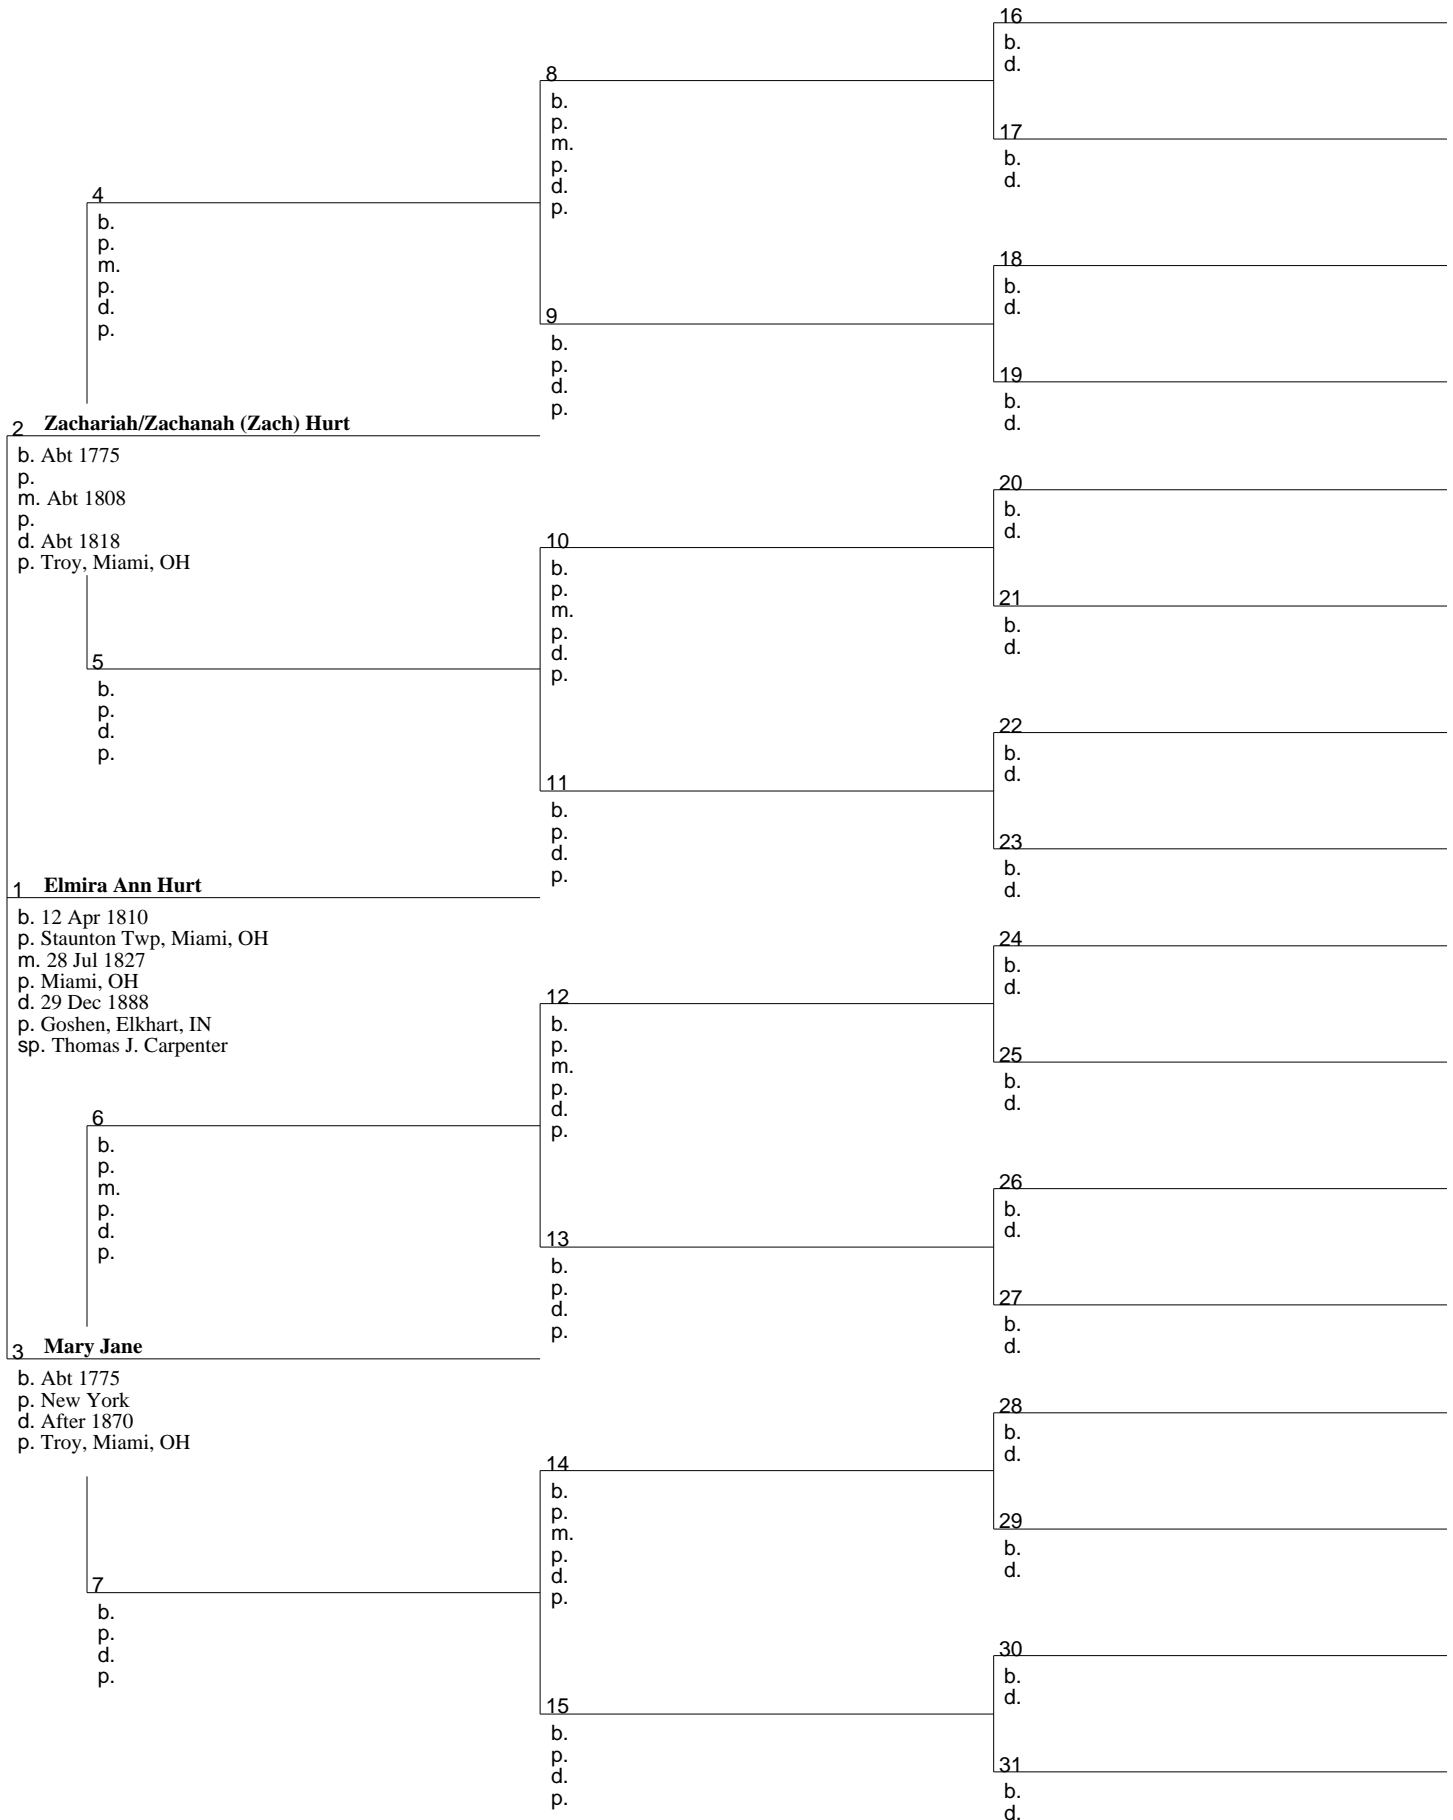 16
b.
d.
8
b.
p.
m.
p.
d.
p.
17
b.
d.
4
b.
p.
m.
p.
d.
p.
18
b.
d.
9
b.
p.
d.
p.
19
b.
d.
2 Zachariah/Zachanah (Zach) Hurt
b. Abt 1775
p.
m. Abt 1808
p.
d. Abt 1818
p. Troy, Miami, OH
20
b.
d.
10
b.
p.
m.
p.
d.
p.
21
b.
d.
5
b.
p.
d.
p.
22
b.
d.
11
b.
p.
d.
p.
23
b.
d.
1 Elmira Ann Hurt
b. 12 Apr 1810
p. Staunton Twp, Miami, OH
m. 28 Jul 1827
p. Miami, OH
d. 29 Dec 1888
p. Goshen, Elkhart, IN
sp. Thomas J. Carpenter
24
b.
d.
12
b.
p.
m.
p.
d.
p.
25
b.
d.
6
b.
p.
m.
p.
d.
p.
26
b.
d.
13
b.
p.
d.
p.
27
b.
d.
3 Mary Jane
b. Abt 1775
p. New York
d. After 1870
p. Troy, Miami, OH
28
b.
d.
14
b.
p.
m.
p.
d.
p.
29
b.
d.
7
b.
p.
d.
p.
30
b.
d.
15
b.
p.
d.
p.
31
b.
d.